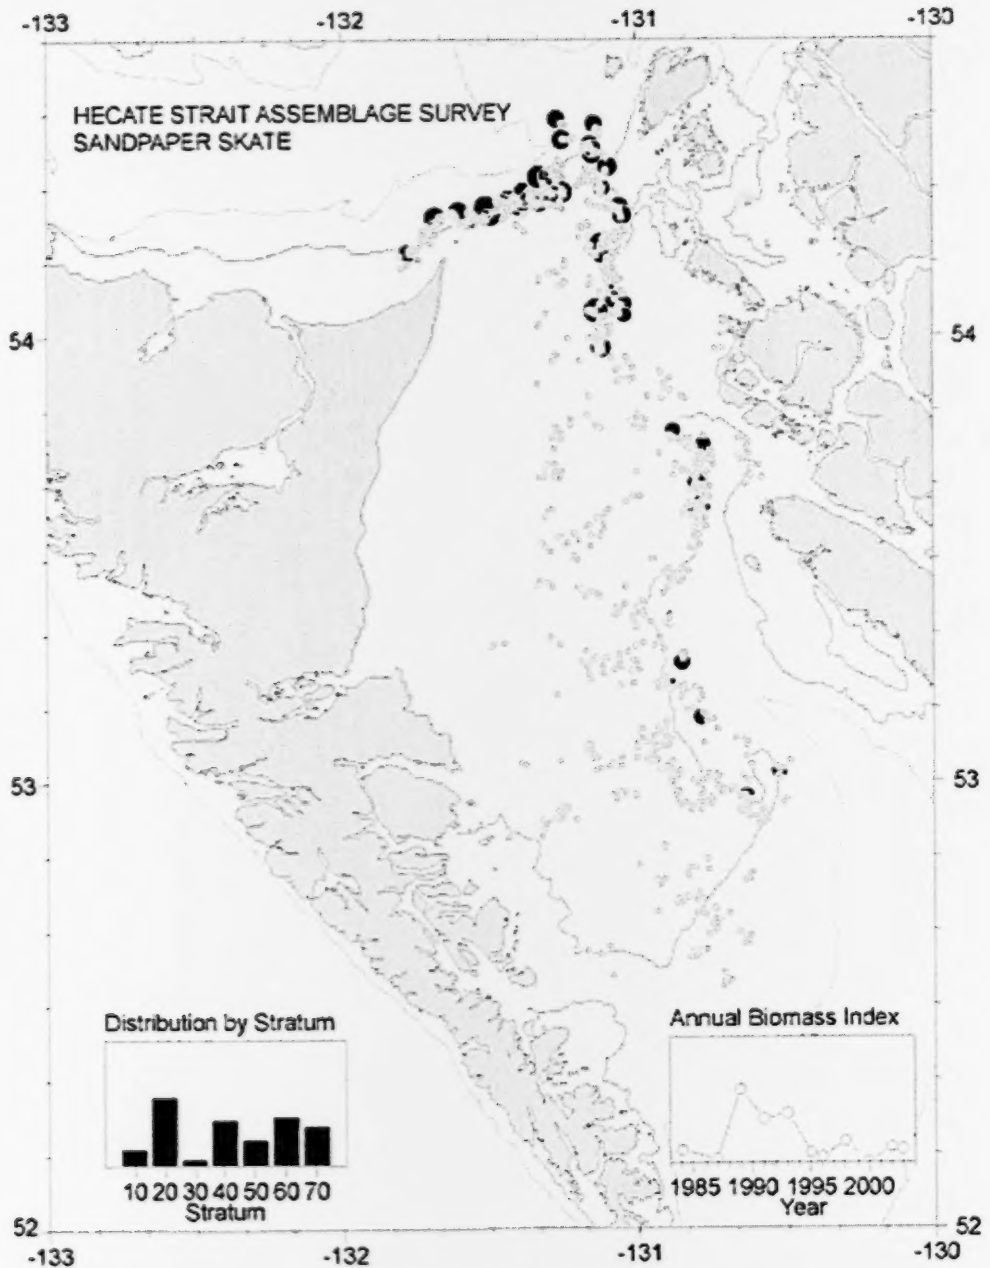 -133 -132 -131 -130
HECATE STRAIT ASSEMBLAGE SURVEY
SANDPAPER SKATE
54 54
53 53
Distribution by Stratum
10 20 30 40 50 60 70
Stratum
Annual Biomass Index
1985 1990 1995 2000
Year
52 52
-133 -132 -131 -130